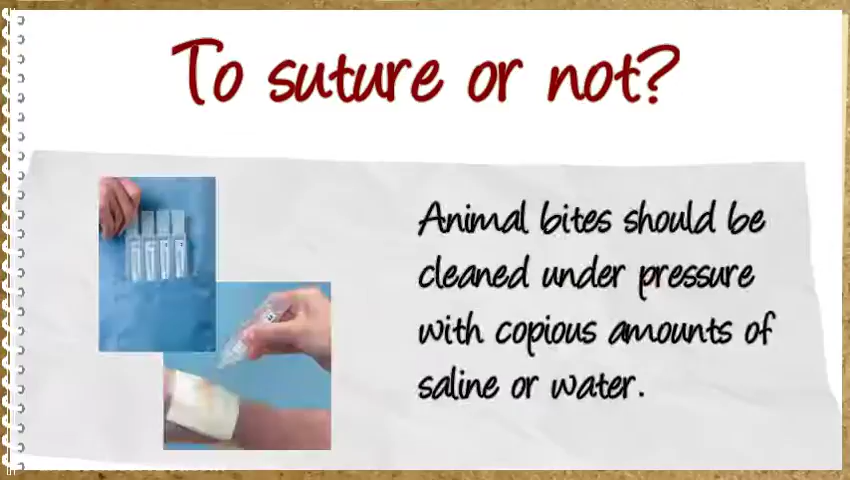 To suture or not?
Animal bites should be
cleaned under pressure
with copious amounts of
saline or water.